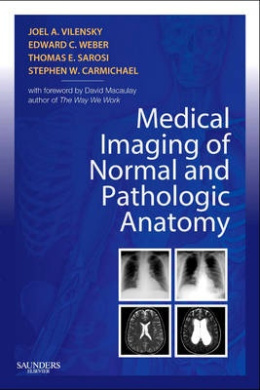 JOEL A. VILENSKY
EDWARD C. WEBER
THOMAS E. SAROSI
STEPHEN W. CARMICHAEL
with foreword by David Macaulay
author of The Way We Work
Medical
Imaging of
Normal and
Pathologic
Anatomy
SAUNDERS
ELSEVIER